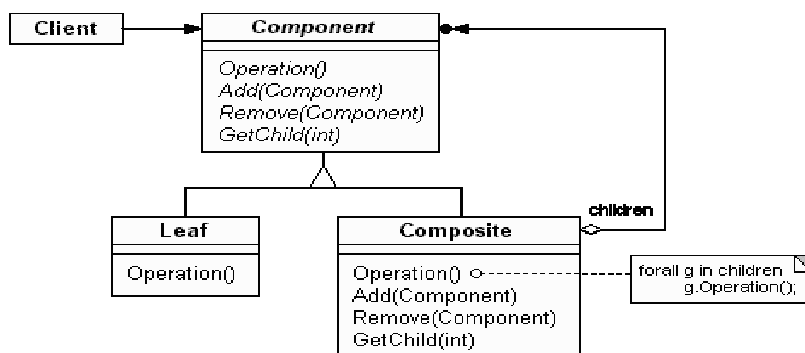 Client
Component
Operation()
Add(Component)
Remove(Component)
GetChild(int)
Leaf
Operation()
children
Composite
Operation()
Add(Component)
Remove(Component)
GetChild(int)
forall g in children
g.Operation();